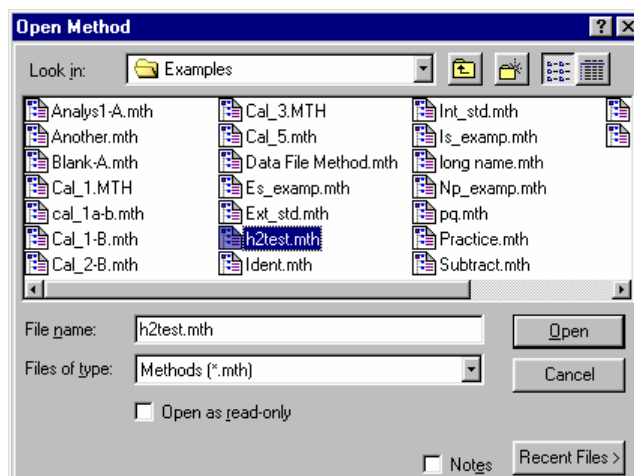 Open Method
Look in: Examples
Analys1-A.mth Cal_3.MTH Int_std.mth
Another.mth Cal_5.mth Is_examp.mth
Blank-A.mth Data File Method.mth long name.mth
Cal_1.MTH Es_examp.mth Np_examp.mth
cal_1a-b.mth Ext_std.mth pq.mth
Cal_1-B.mth h2test.mth Practice.mth
Cal_2-B.mth Ident.mth Subtract.mth
File name: h2test.mth Open
Files of type: Methods (*.mth) Cancel
Open as read-only
Notes Recent Files >